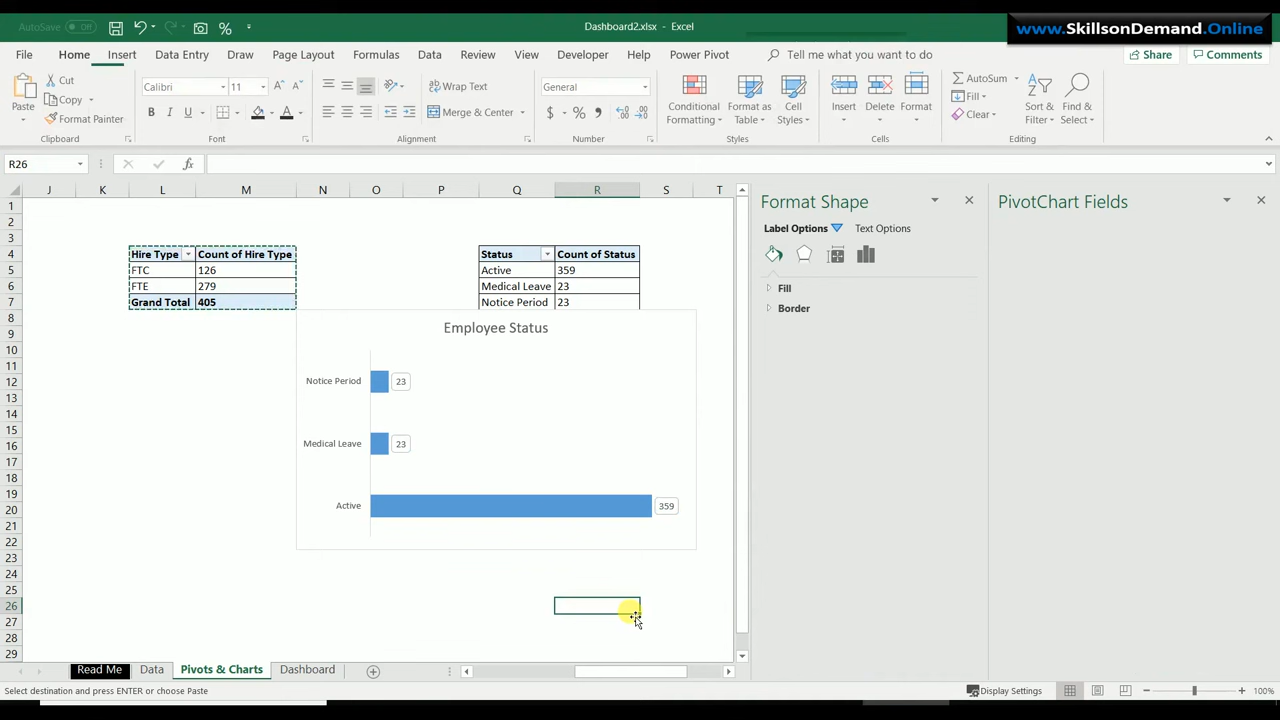 AutoSave Off
Dashboard2.xlsx - Excel
www.SkillsonDemand.Online
File Home Insert Data Entry Draw Page Layout Formulas Data Review View Developer Help Power Pivot Tell me what you want to do Share Comments
Paste
Cut
Copy
Format Painter
Calibri 11
B I U
Wrap Text
Merge & Center
General
$ % ,
Conditional Formatting
Format as Table
Cell Styles
Insert Delete Format
AutoSum
Fill
Clear
Sort & Filter
Find & Select
Clipboard Font Alignment Number Styles Cells Editing
R26 fx
J K L M N O P Q R S T
1
2
3
4 Hire Type Count of Hire Type Status Count of Status
5 FTC 126 Active 359
6 FTE 279 Medical Leave 23
7 Grand Total 405 Notice Period 23
8
9
10
11
12
13
14
15
16
17
18
19
20
21
22
23
24
25
26
27
28
29
Employee Status
Notice Period 23
Medical Leave 23
Active 359
Format Shape
Label Options Text Options
Fill
Border
PivotChart Fields
Read Me Data Pivots & Charts Dashboard
Select destination and press ENTER or choose Paste
Display Settings
100%